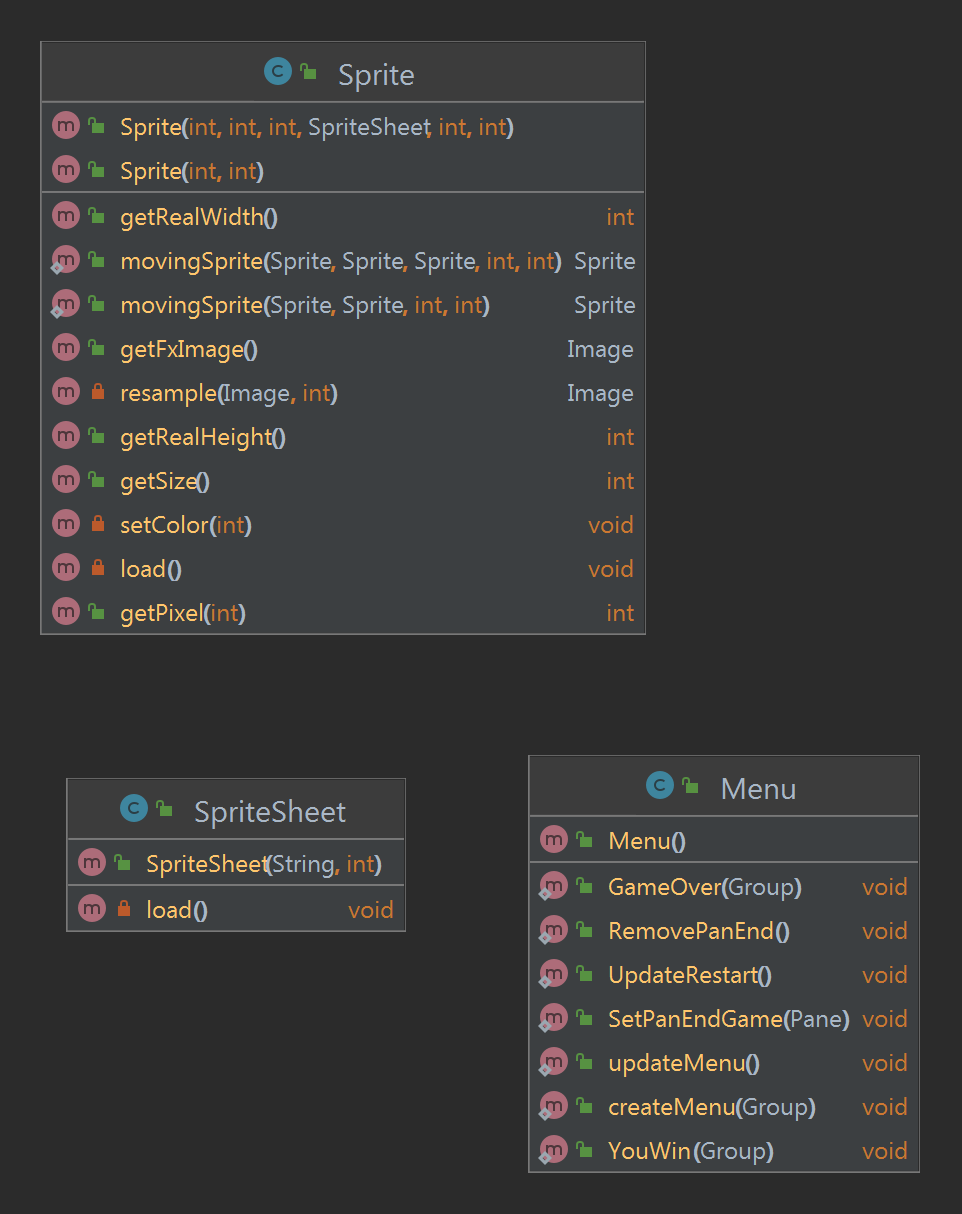 Sprite
Sprite(int, int, int, SpriteSheet, int, int)
Sprite(int, int)
getRealWidth() int
movingSprite(Sprite, Sprite, Sprite, int, int) Sprite
movingSprite(Sprite, Sprite, int, int) Sprite
getFxImage() Image
resample(Image, int) Image
getRealHeight() int
getSize() int
setColor(int) void
load() void
getPixel(int) int
SpriteSheet
SpriteSheet(String, int)
load() void
Menu
Menu()
GameOver(Group) void
RemovePanEnd() void
UpdateRestart() void
SetPanEndGame(Pane) void
updateMenu() void
createMenu(Group) void
YouWin(Group) void